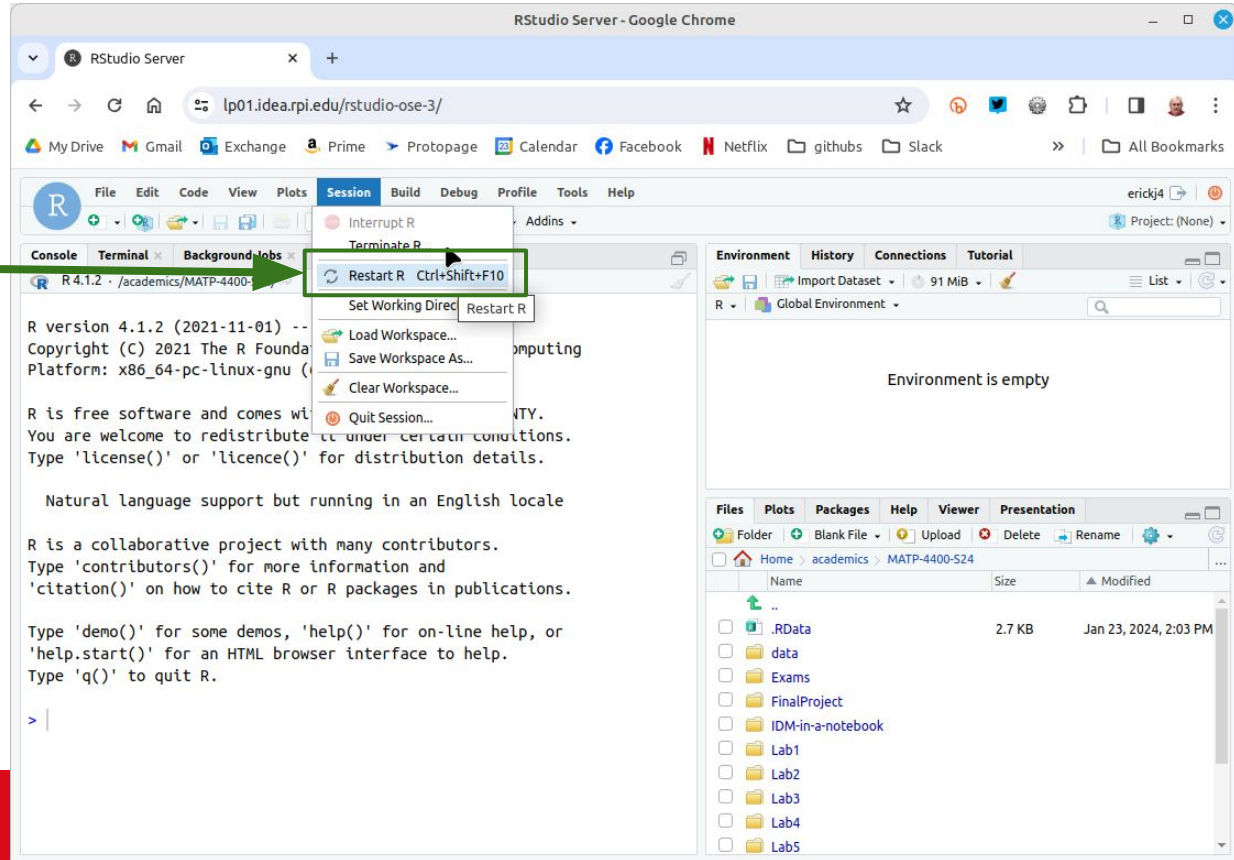 RStudio Server - Google Chrome
RStudio Server
lp01.idea.rpi.edu/rstudio-ose-3/
My Drive Gmail Exchange Prime Protopage 23 Calendar Facebook Netflix githubs Slack » All Bookmarks
R File Edit Code View Plots Session Build Debug Profile Tools Help erickj4
Addins Project: (None)
Interrupt R
Terminate R
Restart R Ctrl+Shift+F10
Set Working Direc
Restart R
Load Workspace...
Save Workspace As...
Clear Workspace...
Quit Session...
Console Terminal Background Jobs
R 4.1.2 · /academics/MATP-4400-S
R version 4.1.2 (2021-11-01) --
Copyright (C) 2021 The R Founda omputing
Platform: x86_64-pc-linux-gnu (
R is free software and comes wi NTY.
You are welcome to redistribute it under certain conditions.
Type 'license()' or 'licence()' for distribution details.
Natural language support but running in an English locale
R is a collaborative project with many contributors.
Type 'contributors()' for more information and
'citation()' on how to cite R or R packages in publications.
Type 'demo()' for some demos, 'help()' for on-line help, or
'help.start()' for an HTML browser interface to help.
Type 'q()' to quit R.
>
Environment History Connections Tutorial
Import Dataset 91 MiB List
R Global Environment
Environment is empty
Files Plots Packages Help Viewer Presentation
Folder Blank File Upload Delete Rename
Home > academics > MATP-4400-S24 ...
Name Size Modified
..
.RData 2.7 KB Jan 23, 2024, 2:03 PM
data
Exams
FinalProject
IDM-in-a-notebook
Lab1
Lab2
Lab3
Lab4
Lab5